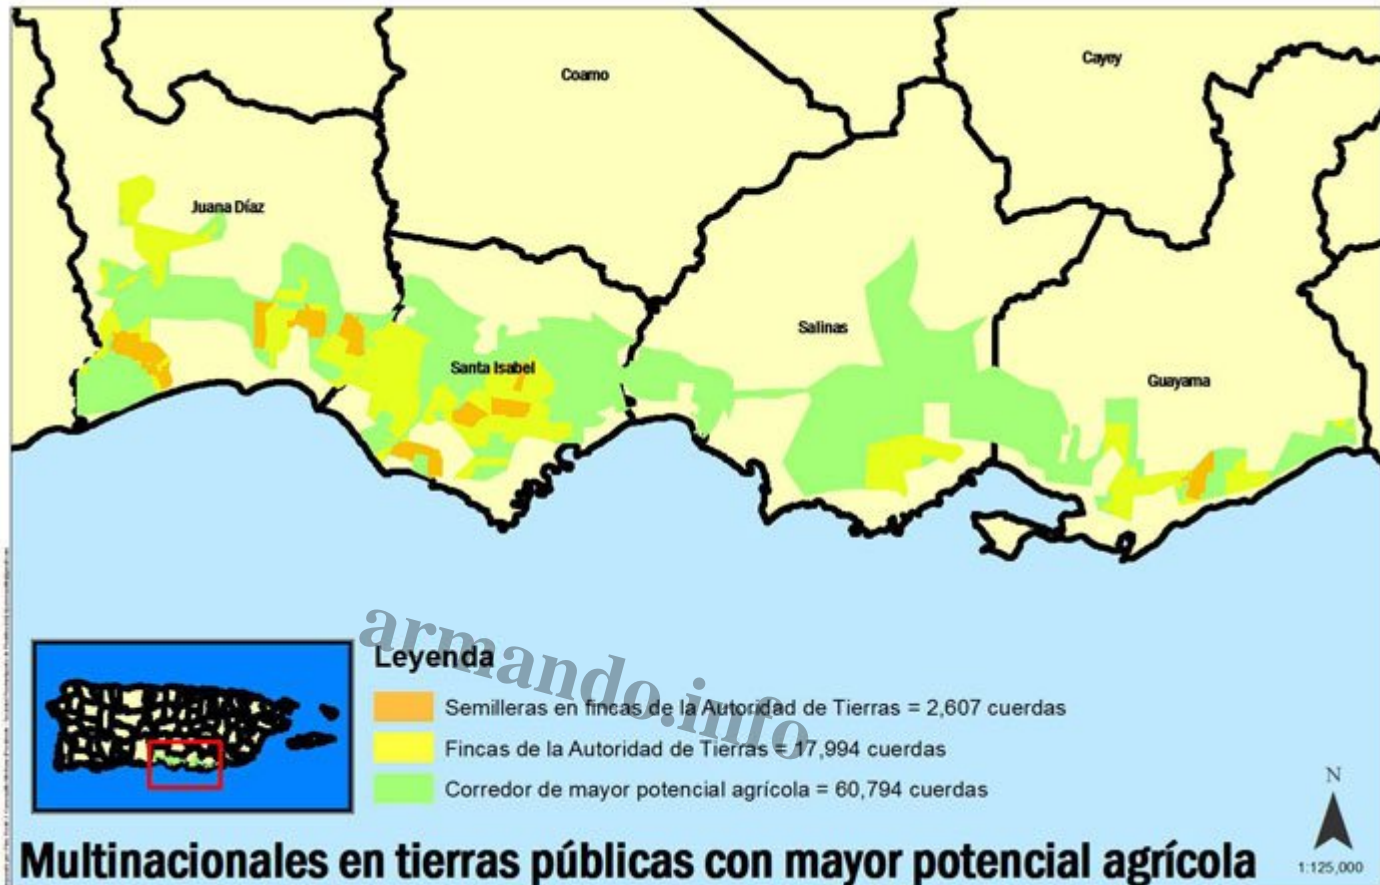 Coamo
Cayey
Juana Díaz
Salinas
Santa Isabel
Guayama
armando.info
Leyenda
Semilleras en fincas de la Autoridad de Tierras = 2,607 cuerdas
Fincas de la Autoridad de Tierras = 17,994 cuerdas
Corredor de mayor potencial agrícola = 60,794 cuerdas
N
1:125,000
Multinacionales en tierras públicas con mayor potencial agrícola